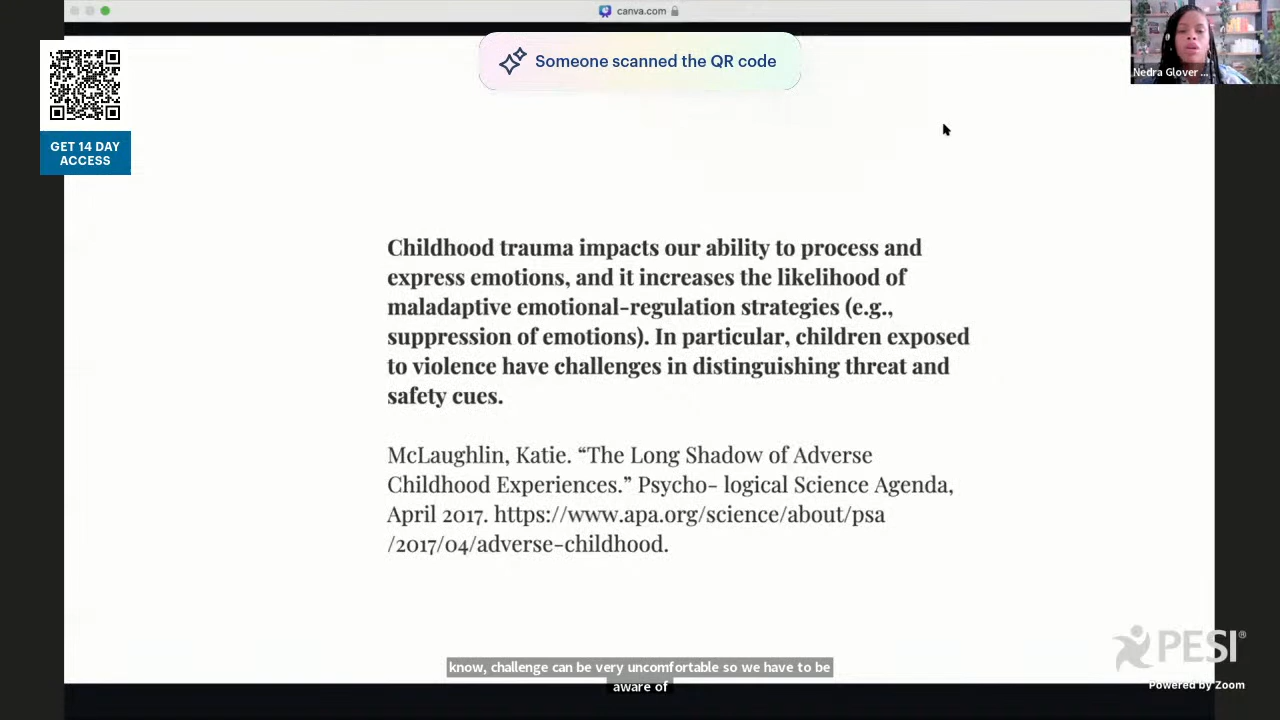 canva.com
Someone scanned the QR code
Nedra Glover ...
GET 14 DAY
ACCESS
Childhood trauma impacts our ability to process and
express emotions, and it increases the likelihood of
maladaptive emotional-regulation strategies (e.g.,
suppression of emotions). In particular, children exposed
to violence have challenges in distinguishing threat and
safety cues.
McLaughlin, Katie. “The Long Shadow of Adverse
Childhood Experiences.” Psycho- logical Science Agenda,
April 2017. https://www.apa.org/science/about/psa
/2017/04/adverse-childhood.
PESI®
know, challenge can be very uncomfortable so we have to be
aware of
Powered by Zoom